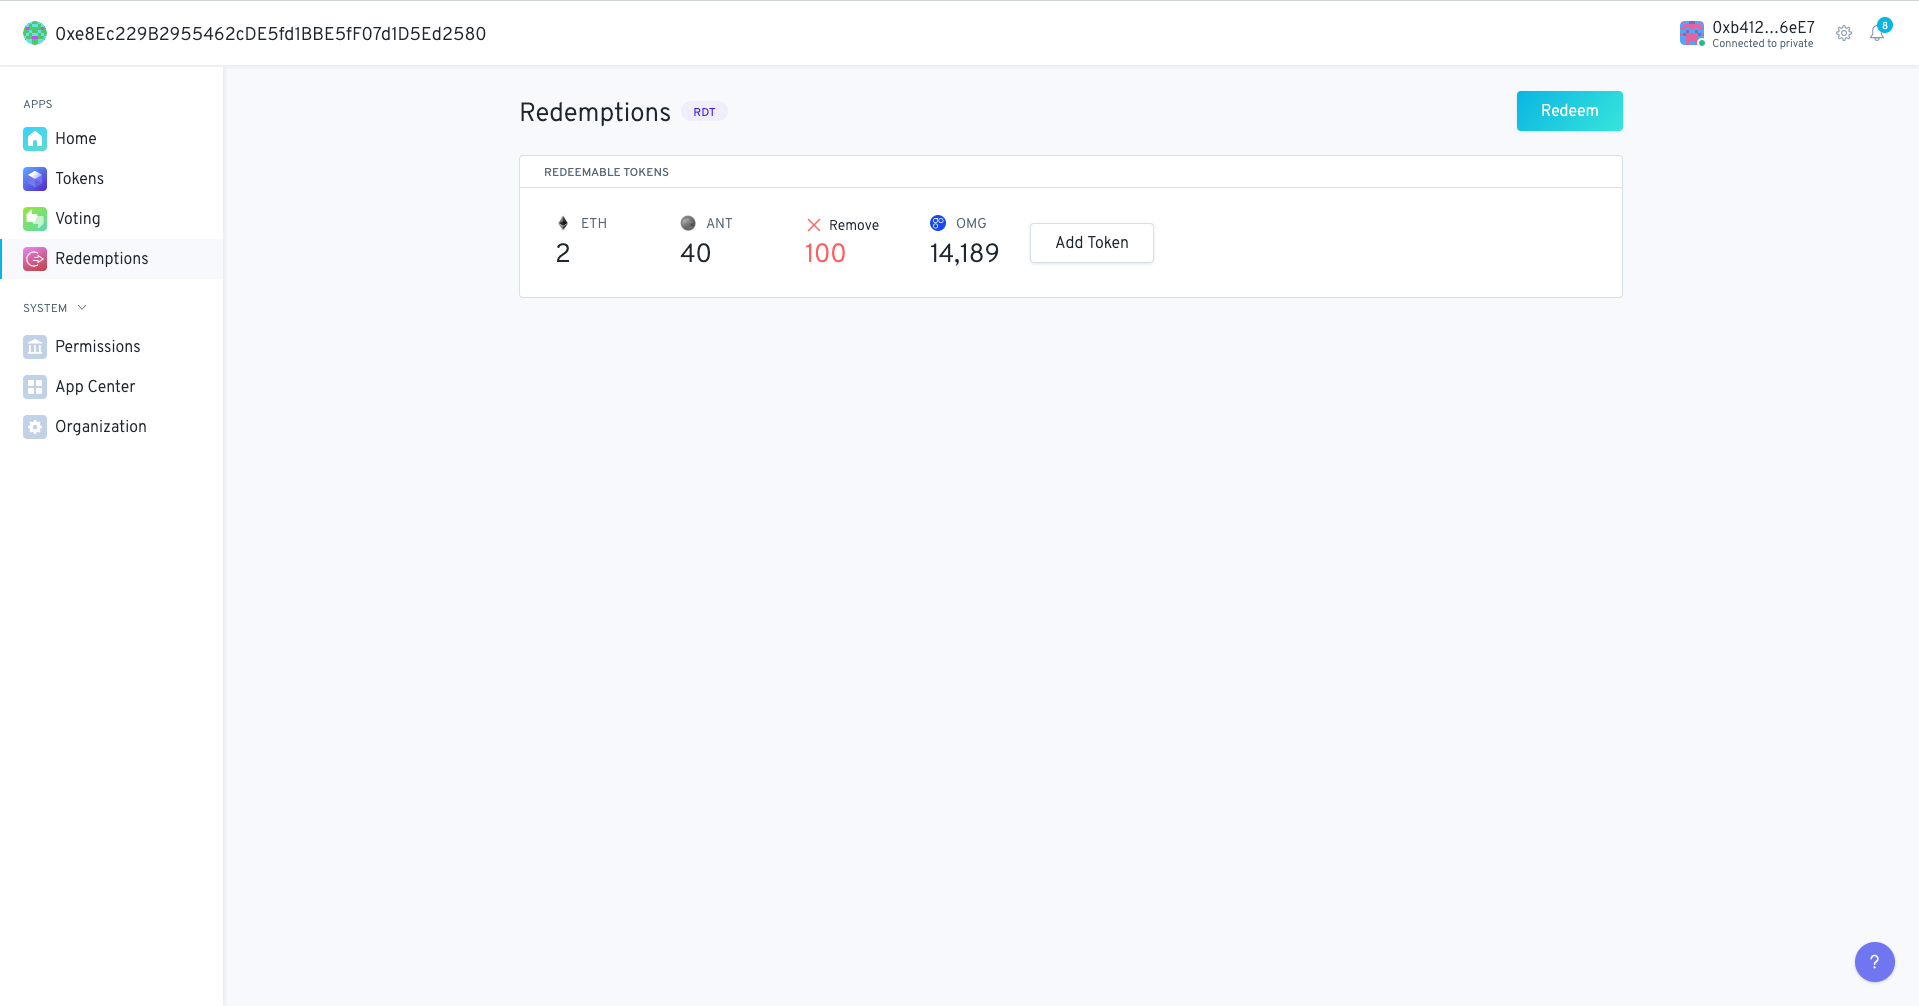 0xe8Ec229B2955462cDE5fd1BBE5fF07d1D5Ed2580
0xb412...6eE7
Connected to private
8
APPS
Home
Tokens
Voting
Redemptions
SYSTEM
Permissions
App Center
Organization
Redemptions RDT
Redeem
REDEEMABLE TOKENS
ETH
2
ANT
40
Remove
100
OMG
14,189
Add Token
?